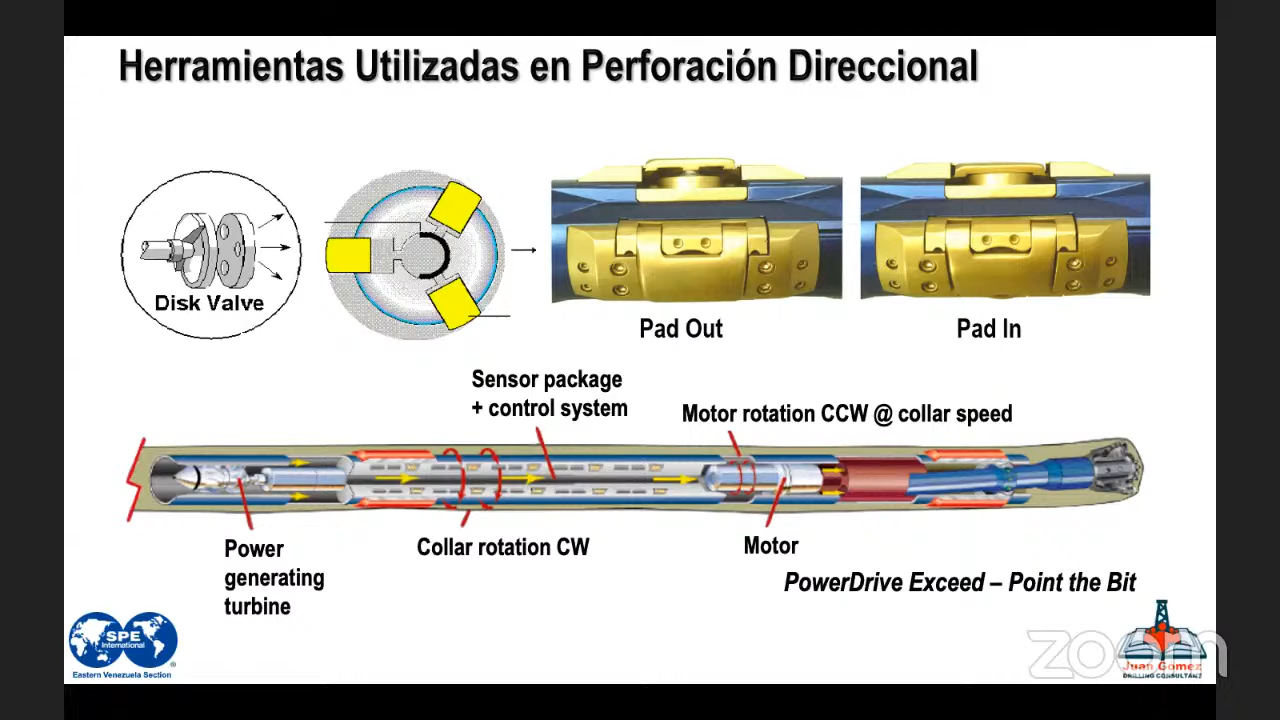 Herramientas Utilizadas en Perforación Direccional
Disk Valve
Pad Out
Pad In
Sensor package
+ control system
Motor rotation CCW @ collar speed
Power
generating
turbine
Collar rotation CW
Motor
PowerDrive Exceed – Point the Bit
SPE
International
Eastern Venezuela Section
zoom
Juan Gómez
DRILLING CONSULTANT